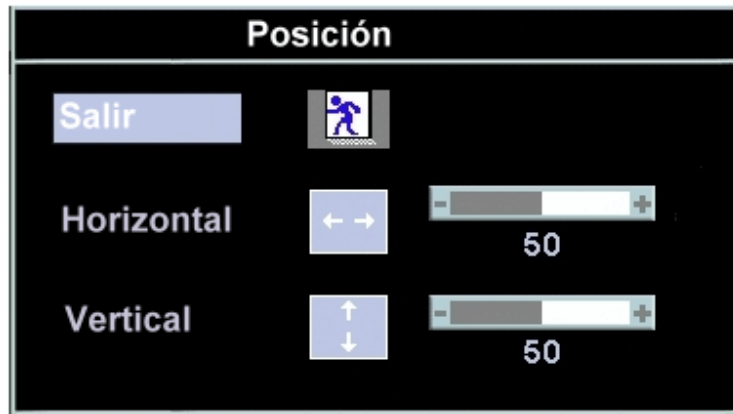 Posición
Salir
Horizontal
- +
50
Vertical
- +
50